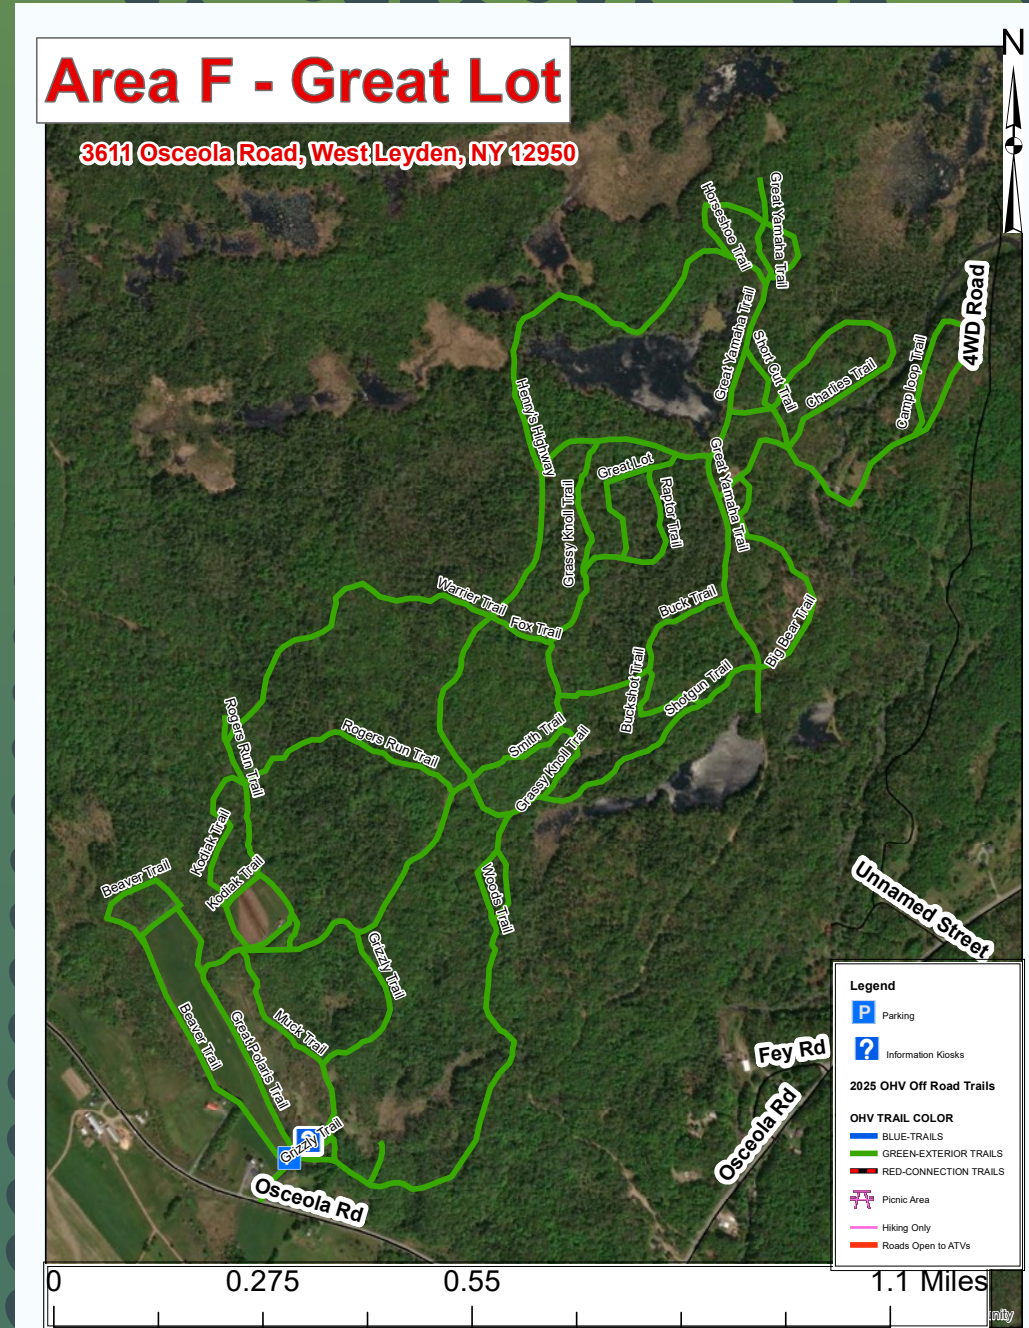 Area F - Great Lot
N
3611 Osceola Road, West Leyden, NY 12950
Horseshoe Trail
Great Yamaha Trail
4WD Road
Great Yamaha Trail
Short Cut Trail
Charlies Trail
Camp loop Trail
Henry's Highway
Great Lot
Grassy Knoll Trail
Raptor Trail
Great Yamaha Trail
Warrier Trail
Fox Trail
Buck Trail
Big Bear Trail
Buckshot Trail
Shotgun Trail
Rogers Run Trail
Rogers Run Trail
Smith Trail
Grassy Knoll Trail
Kodiak Trail
Kodiak Trail
Beaver Trail
Woods Trail
Unnamed Street
Grizzly Trail
Beaver Trail
Great Polaris Trail
Muck Trail
Fey Rd
Osceola Rd
Grizzly Trail
Osceola Rd
Legend
P Parking
? Information Kiosks
2025 OHV Off Road Trails
OHV TRAIL COLOR
BLUE-TRAILS
GREEN-EXTERIOR TRAILS
RED-CONNECTION TRAILS
Picnic Area
Hiking Only
Roads Open to ATVs
0 0.275 0.55 1.1 Miles